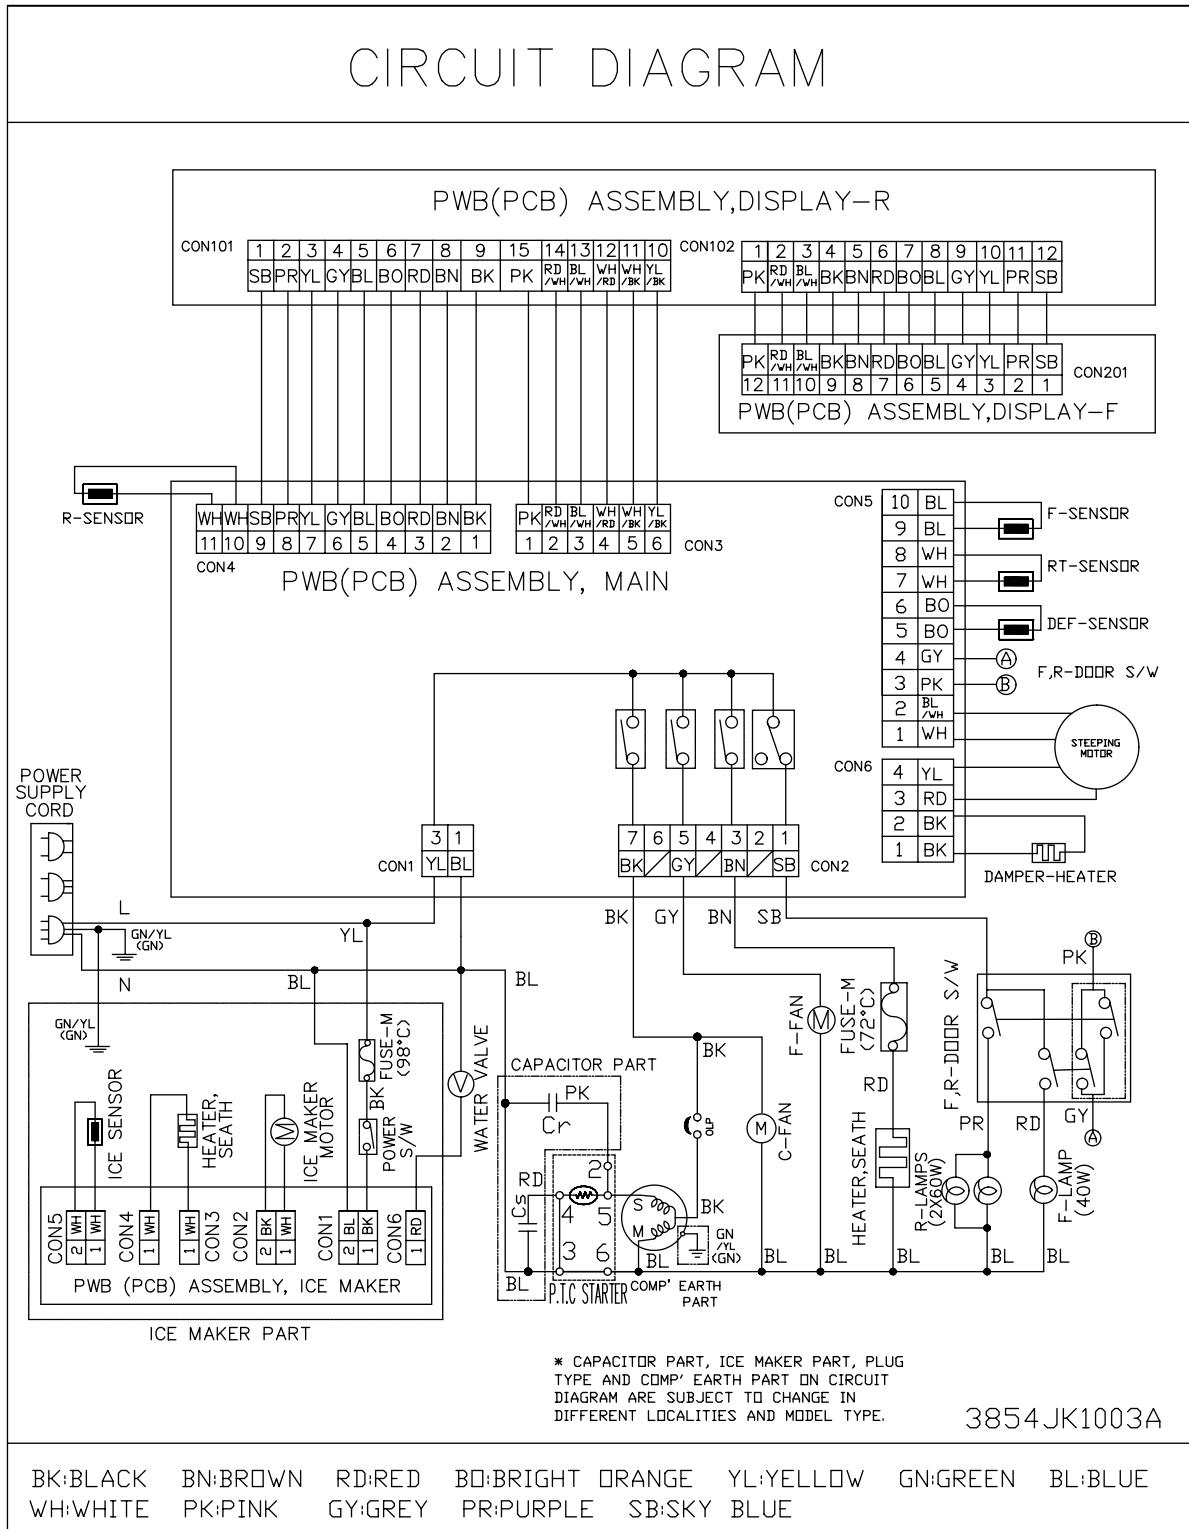 CIRCUIT DIAGRAM
PWB(PCB) ASSEMBLY,DISPLAY-R
CON101 1 2 3 4 5 6 7 8 9 15 14 13 12 11 10
SB PR YL GY BL BO RD BN BK PK RD/WH BL/WH WH/RD WH/BK YL/BK
CON102 1 2 3 4 5 6 7 8 9 10 11 12
PK RD/WH BL/WH BK BN RD BO BL GY YL PR SB
PK RD/WH BL/WH BK BN RD BO BL GY YL PR SB
12 11 10 9 8 7 6 5 4 3 2 1 CON201
PWB(PCB) ASSEMBLY,DISPLAY-F
R-SENSOR
WH WH SB PR YL GY BL BO RD BN BK
11 10 9 8 7 6 5 4 3 2 1
CON4
PK RD/WH BL/WH WH/RD WH/BK YL/BK
1 2 3 4 5 6 CON3
PWB(PCB) ASSEMBLY, MAIN
CON5 10 BL
9 BL
F-SENSOR
8 WH
7 WH
RT-SENSOR
6 BO
5 BO
DEF-SENSOR
4 GY A
3 PK B
F,R-DOOR S/W
2 BL/WH
1 WH
STEEPING
MOTOR
CON6 4 YL
3 RD
2 BK
1 BK
DAMPER-HEATER
POWER
SUPPLY
CORD
3 1
CON1 YL BL
7 6 5 4 3 2 1
BK GY BN SB CON2
L
GN/YL
(GN)
YL
N
BL
BL
BK GY BN SB
GN/YL
(GN)
ICE SENSOR
HEATER,
SEATH
ICE MAKER
MOTOR
FUSE-M
(98°C)
BK
POWER
S/W
WATER VALVE
CON5 2 WH 1 WH
CON4 1 WH
CON3 1 WH
CON2 2 BK 1 WH
CON1 2 BL 1 BK
CON6 1 RD
PWB (PCB) ASSEMBLY, ICE MAKER
ICE MAKER PART
CAPACITOR PART
PK
Cr
RD
Cs
2
4 5
3 6
BL
P.T.C STARTER
S
M
BL
COMP' EARTH
PART
GN
/YL
(GN)
BK
OLP
BK
M
C-FAN
BL
F-FAN
M
BL
FUSE-M
(72°C)
RD
HEATER,SEATH
BL
F,R-DOOR S/W
B
PK
GY
A
PR
RD
R-LAMPS
(2X60W)
BL
F-LAMP
(40W)
BL
V
* CAPACITOR PART, ICE MAKER PART, PLUG
TYPE AND COMP' EARTH PART ON CIRCUIT
DIAGRAM ARE SUBJECT TO CHANGE IN
DIFFERENT LOCALITIES AND MODEL TYPE.
3854JK1003A
BK:BLACK BN:BROWN RD:RED BO:BRIGHT ORANGE YL:YELLOW GN:GREEN BL:BLUE
WH:WHITE PK:PINK GY:GREY PR:PURPLE SB:SKY BLUE